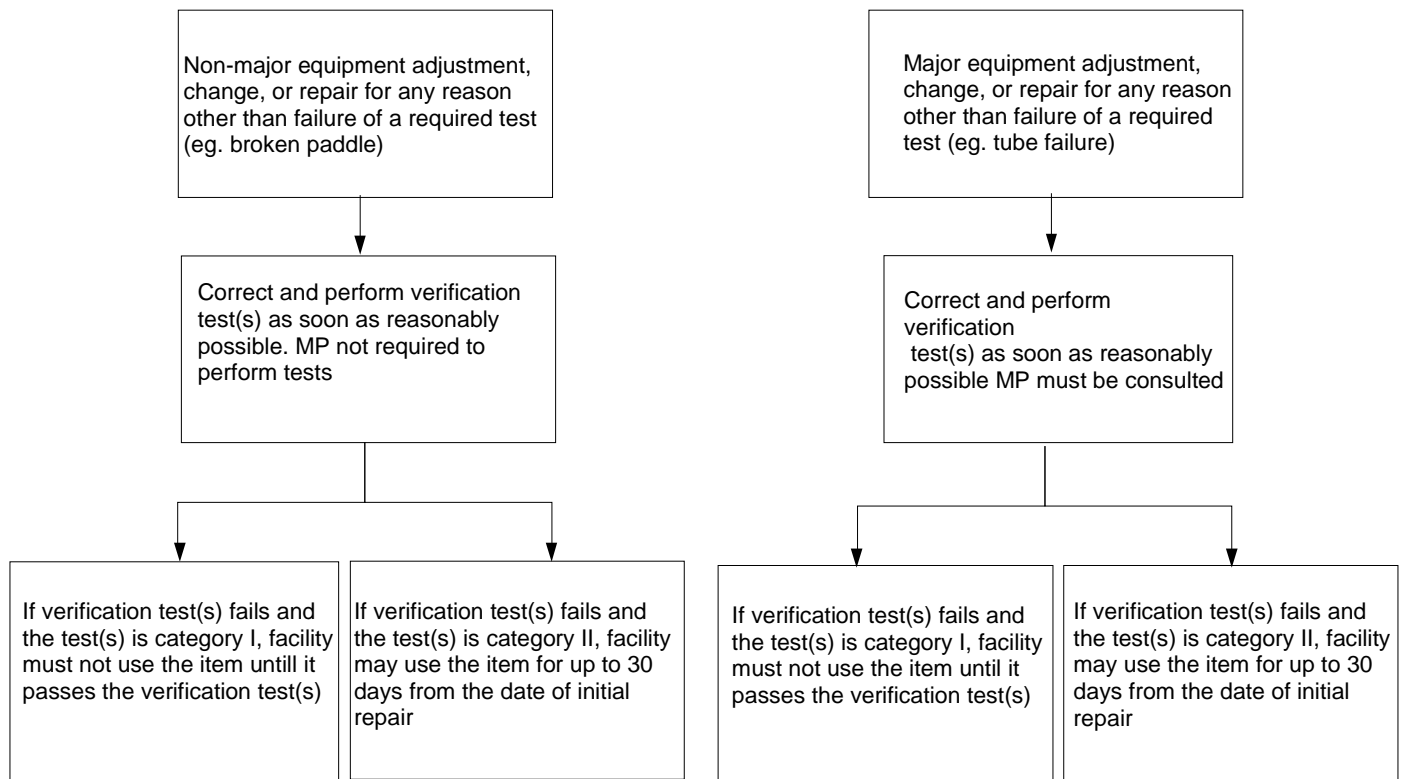 Non-major equipment adjustment,
change, or repair for any reason
other than failure of a required test
(eg. broken paddle)
Major equipment adjustment,
change, or repair for any reason
other than failure of a required
test (eg. tube failure)
Correct and perform verification
test(s) as soon as reasonably
possible. MP not required to
perform tests
Correct and perform
verification
test(s) as soon as reasonably
possible MP must be consulted
If verification test(s) fails and
the test(s) is category I, facility
must not use the item untill it
passes the verification test(s)
If verification test(s) fails and
the test(s) is category II, facility
may use the item for up to 30
days from the date of initial
repair
If verification test(s) fails and
the test(s) is category I, facility
must not use the item until it
passes the verification test(s)
If verification test(s) fails and
the test(s) is category II, facility
may use the item for up to 30
days from the date of initial
repair